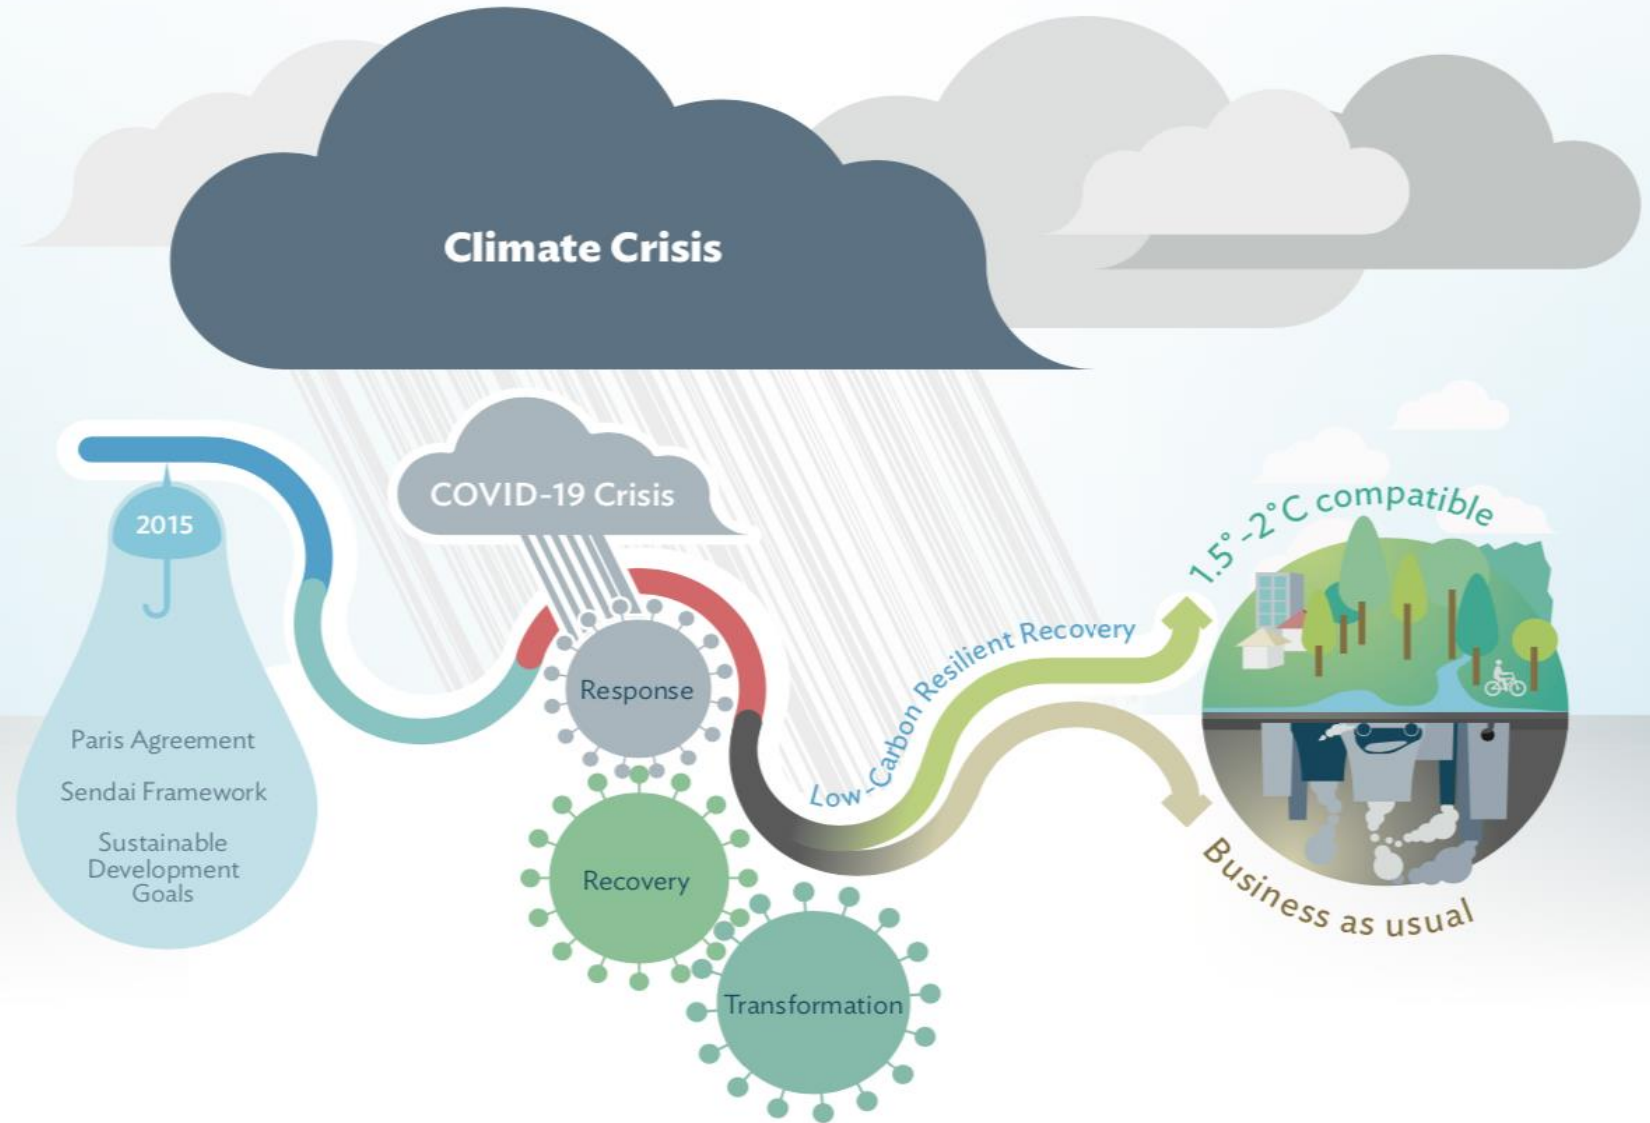 Climate Crisis
COVID-19 Crisis
2015
Paris Agreement
Sendai Framework
Sustainable
Development
Goals
Response
Recovery
Transformation
Low-Carbon Resilient Recovery
1.5°-2°C compatible
Business as usual